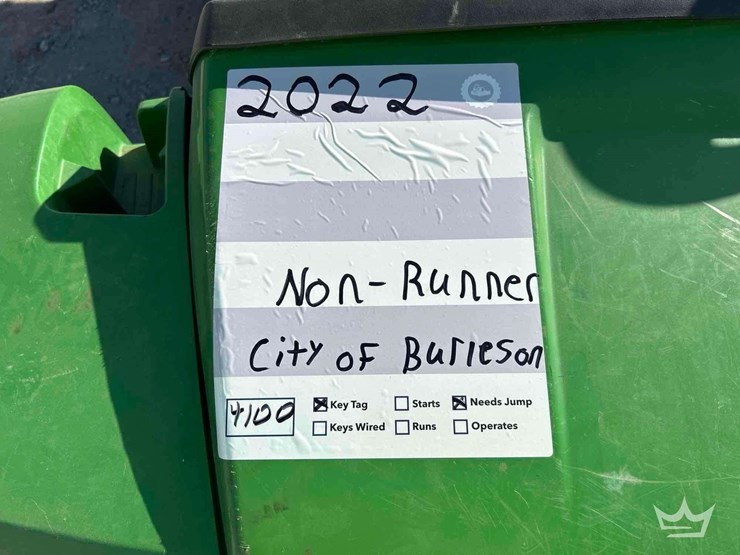 2022
Non-Runner
City of Burleson
4100
Key Tag Starts Needs Jump
Keys Wired Runs Operates